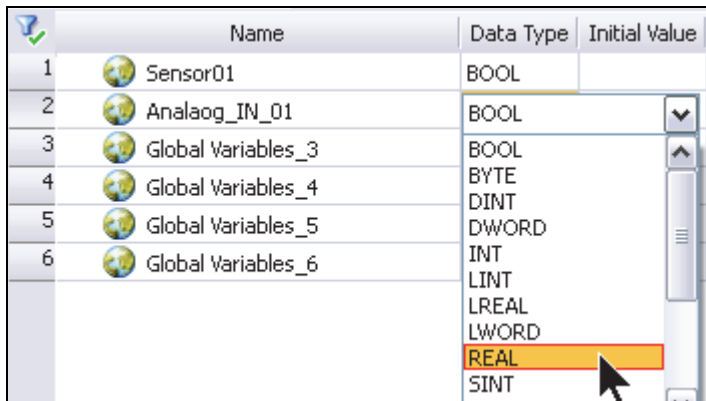 Name Data Type Initial Value
1 Sensor01 BOOL
2 Analaog_IN_01 BOOL
3 Global Variables_3 BOOL
4 Global Variables_4 BYTE
DINT
5 Global Variables_5 DWORD
6 Global Variables_6 INT
LINT
LREAL
LWORD
REAL
SINT